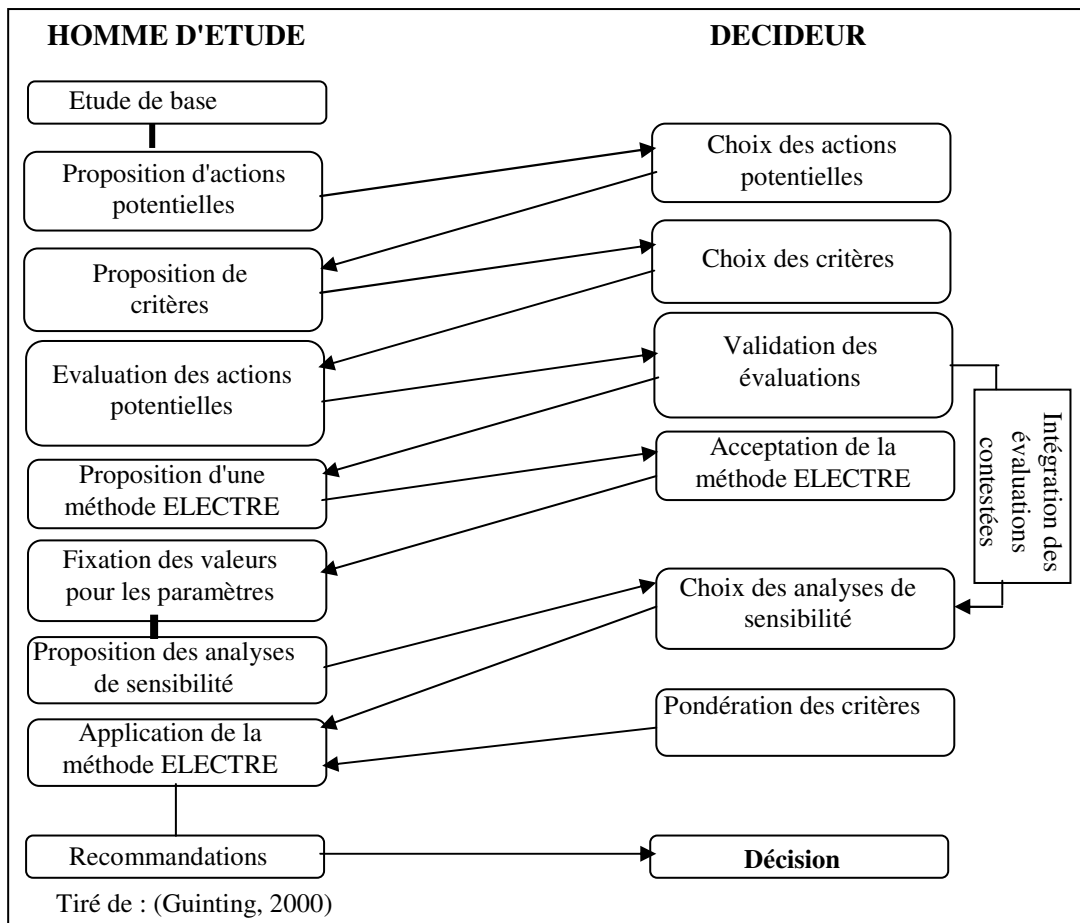 HOMME D'ETUDE
DECIDEUR
Etude de base
Proposition d'actions
potentielles
Choix des actions
potentielles
Proposition de
critères
Choix des critères
Evaluation des actions
potentielles
Validation des
évaluations
Intégration des
évaluations
contestées
Proposition d'une
méthode ELECTRE
Acceptation de la
méthode ELECTRE
Fixation des valeurs
pour les paramètres
Choix des analyses de
sensibilité
Proposition des analyses
de sensibilité
Application de la
méthode ELECTRE
Pondération des critères
Recommandations
Décision
Tiré de : (Guinting, 2000)